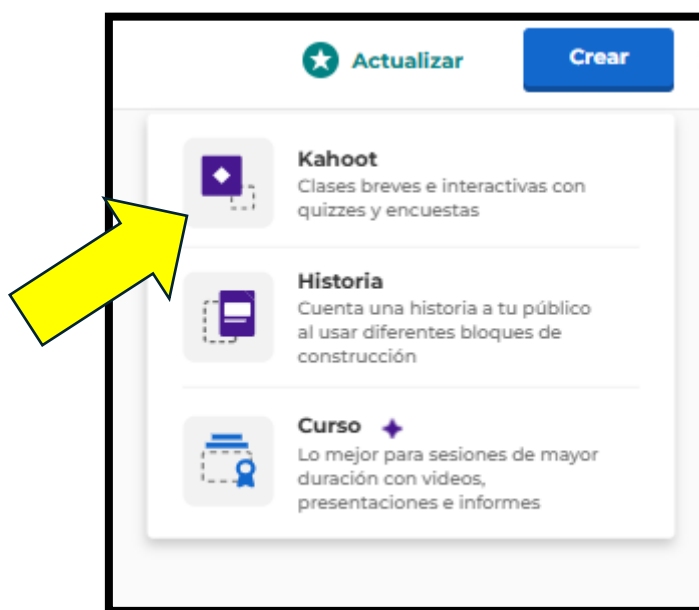 Actualizar
Crear
Kahoot
Clases breves e interactivas con
quizzes y encuestas
Historia
Cuenta una historia a tu público
al usar diferentes bloques de
construcción
Curso
Lo mejor para sesiones de mayor
duración con videos,
presentaciones e informes